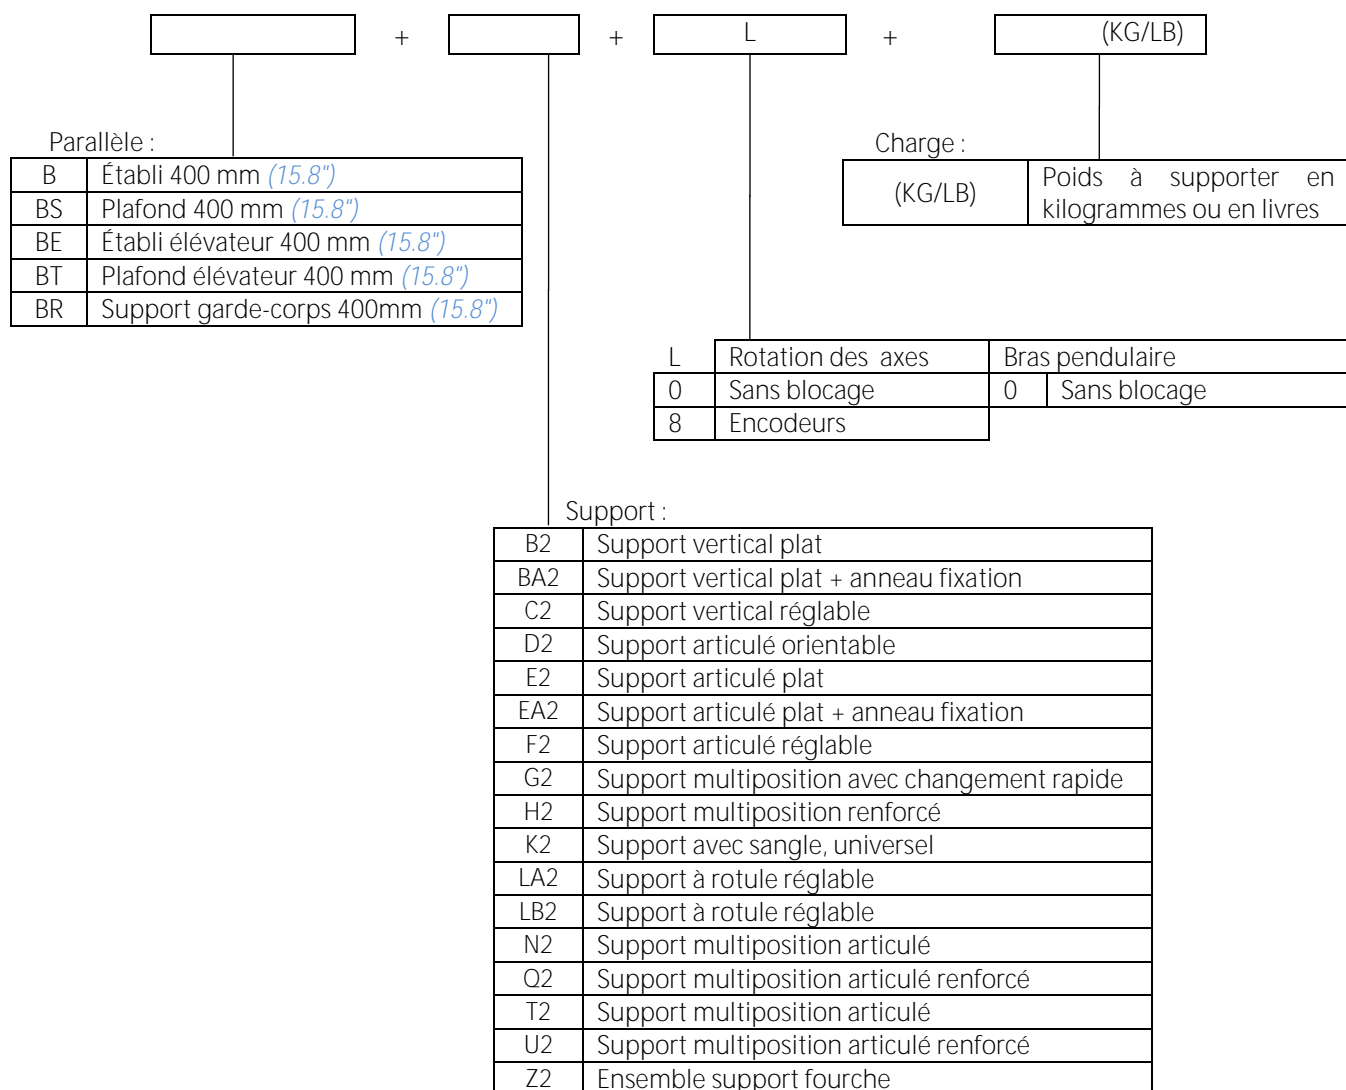 + + L + (KG/LB)
Parallèle :
B Établi 400 mm (15.8")
BS Plafond 400 mm (15.8")
BE Établi élévateur 400 mm (15.8")
BT Plafond élévateur 400 mm (15.8")
BR Support garde-corps 400mm (15.8")
Charge :
(KG/LB) Poids à supporter en
kilogrammes ou en livres
L Rotation des axes Bras pendulaire
0 Sans blocage 0 Sans blocage
8 Encodeurs
Support :
B2 Support vertical plat
BA2 Support vertical plat + anneau fixation
C2 Support vertical réglable
D2 Support articulé orientable
E2 Support articulé plat
EA2 Support articulé plat + anneau fixation
F2 Support articulé réglable
G2 Support multiposition avec changement rapide
H2 Support multiposition renforcé
K2 Support avec sangle, universel
LA2 Support à rotule réglable
LB2 Support à rotule réglable
N2 Support multiposition articulé
Q2 Support multiposition articulé renforcé
T2 Support multiposition articulé
U2 Support multiposition articulé renforcé
Z2 Ensemble support fourche